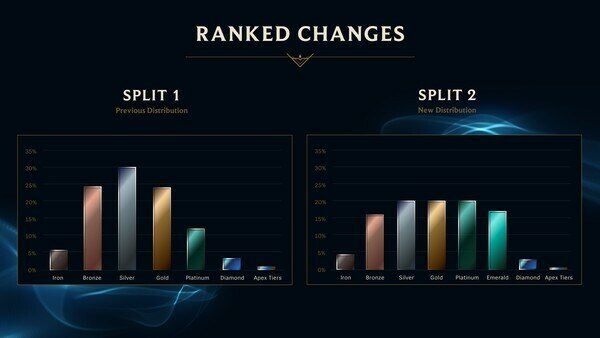 RANKED CHANGES
SPLIT 1
Previous Distribution
35%
30%
25%
20%
15%
10%
5%
0%
Iron Bronze Silver Gold Platinum Diamond Apex Tiers
SPLIT 2
New Distribution
35%
30%
25%
20%
15%
10%
5%
0%
Iron Bronze Silver Gold Platinum Emerald Diamond Apex Tiers